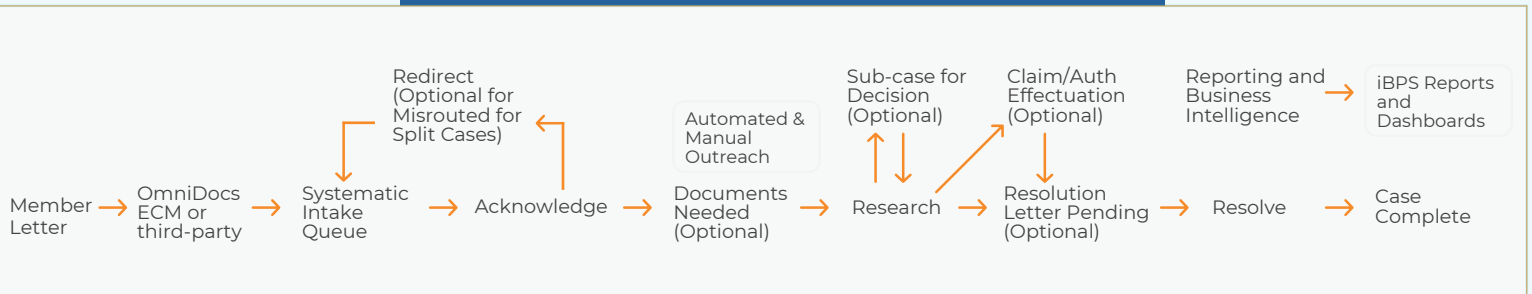 Redirect
(Optional for
Misrouted for
Split Cases)
Automated &
Manual
Outreach
Sub-case for
Decision
(Optional)
Claim/Auth
Effectuation
(Optional)
Reporting and
Business
Intelligence
iBPS Reports
and
Dashboards
Member
Letter
OmniDocs
ECM or
third-party
Systematic
Intake
Queue
Acknowledge
Documents
Needed
(Optional)
Research
Resolution
Letter Pending
(Optional)
Resolve
Case
Complete